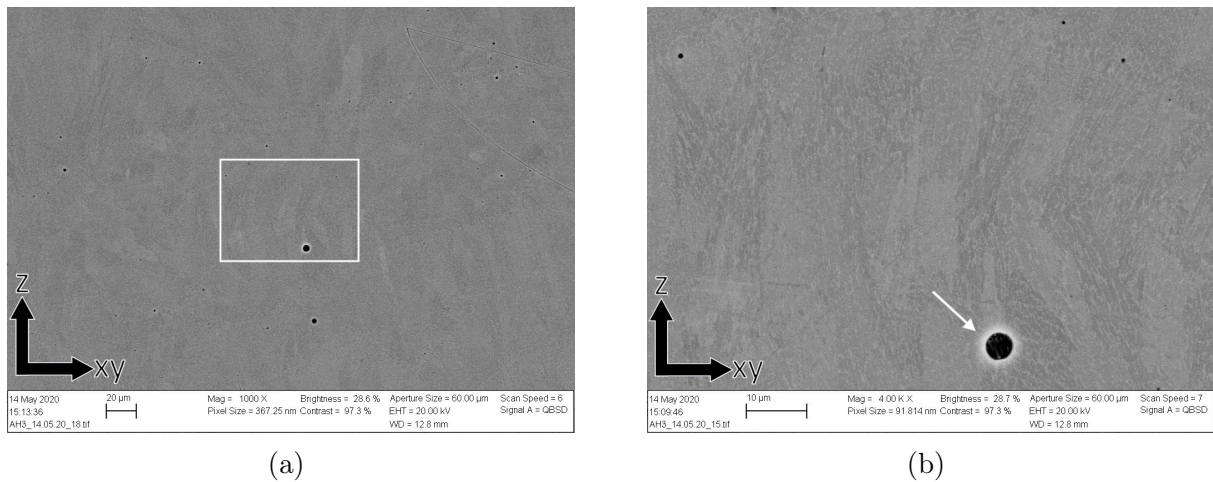 Z
xy
14 May 2020
15:13:36
AH3_14.05.20_18.tif
20 µm
Mag = 1000 X
Pixel Size = 367.25 nm
Brightness = 28.6 %
Contrast = 97.3 %
Aperture Size = 60.00 µm
EHT = 20.00 kV
WD = 12.8 mm
Scan Speed = 6
Signal A = QBSD
(a)
Z
xy
14 May 2020
15:09:46
AH3_14.05.20_15.tif
10 µm
Mag = 4.00 K X
Pixel Size = 91.814 nm
Brightness = 28.7 %
Contrast = 97.3 %
Aperture Size = 60.00 µm
EHT = 20.00 kV
WD = 12.8 mm
Scan Speed = 7
Signal A = QBSD
(b)